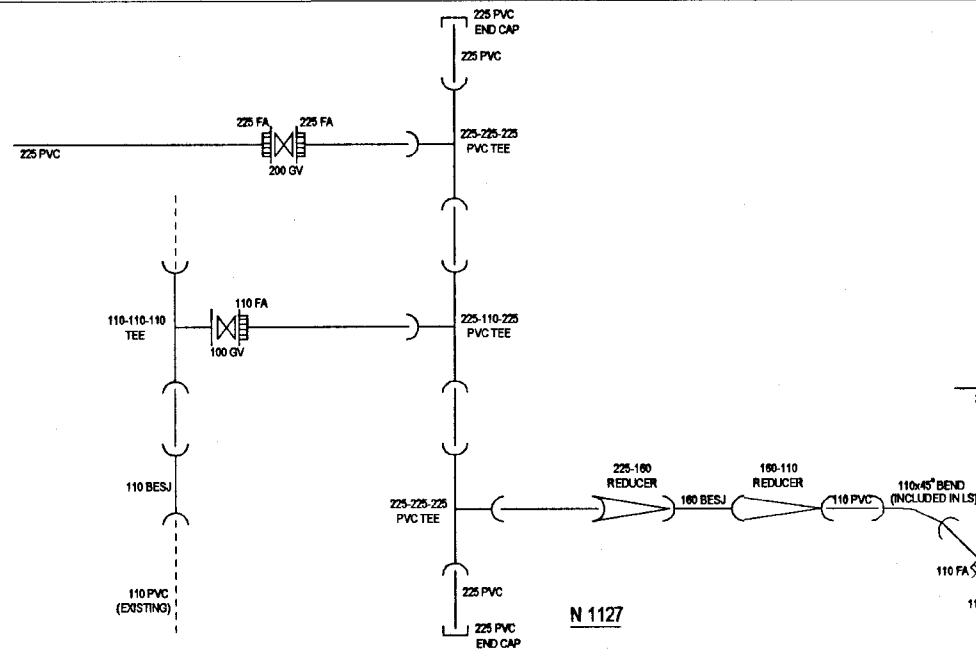 225 PVC
END CAP
225 PVC
225 FA
225 FA
225-225-225
PVC TEE
225 PVC
200 GV
110 FA
110-110-110
TEE
225-110-225
PVC TEE
100 GV
225-160
REDUCER
160-110
REDUCER
110x45° BEND
(INCLUDED IN LS)
110 BESJ
160 BESJ
110 PVC
225-225-225
PVC TEE
110 FA
110 PVC
(EXISTING)
225 PVC
11
N 1127
225 PVC
END CAP